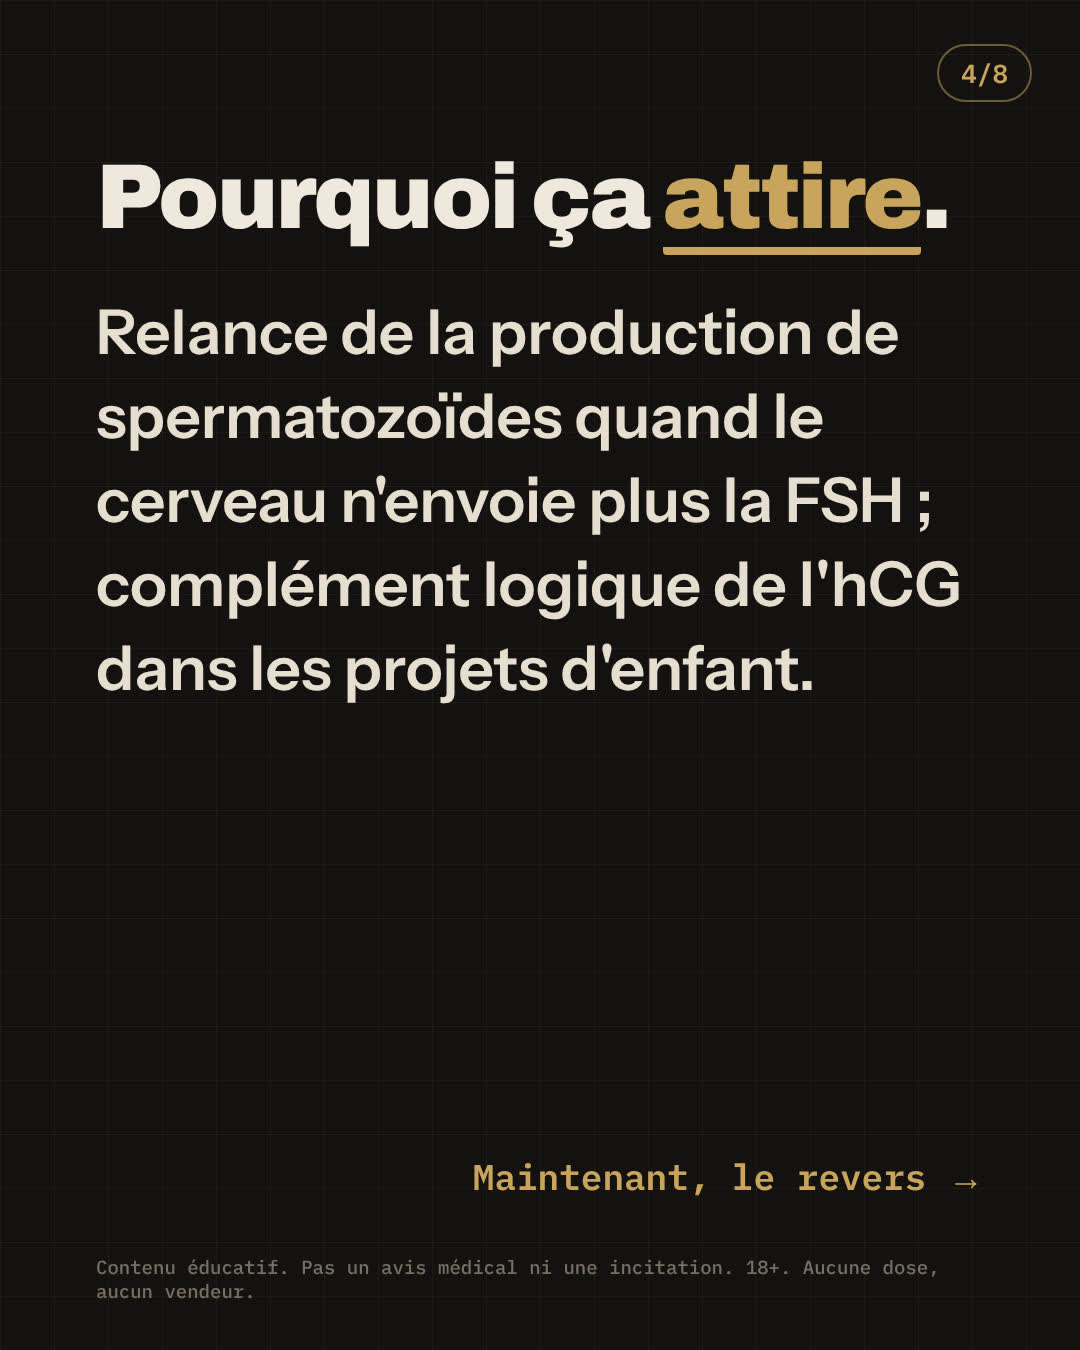 4/8
Pourquoi ça attire.
Relance de la production de
spermatozoïdes quand le
cerveau n'envoie plus la FSH ;
complément logique de l'hCG
dans les projets d'enfant.
Maintenant, le revers →
Contenu éducatif. Pas un avis médical ni une incitation. 18+. Aucune dose,
aucun vendeur.